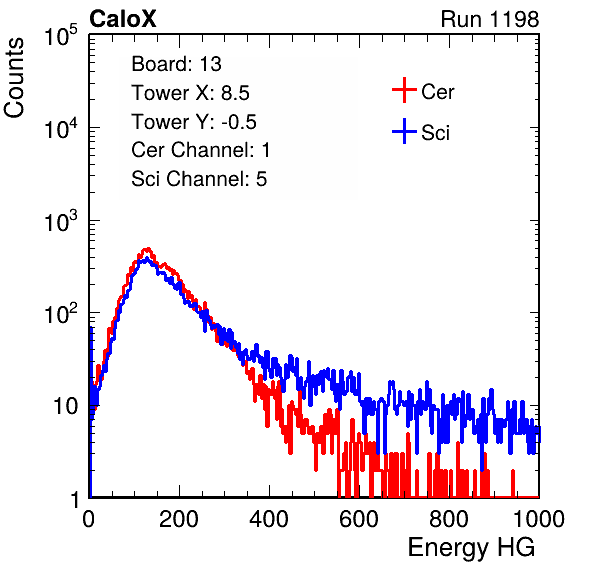 CaloX Run 1198
Counts
10^5
10^4
10^3
10^2
10
1
Board: 13
Tower X: 8.5
Tower Y: -0.5
Cer Channel: 1
Sci Channel: 5
Cer
Sci
0 200 400 600 800 1000
Energy HG